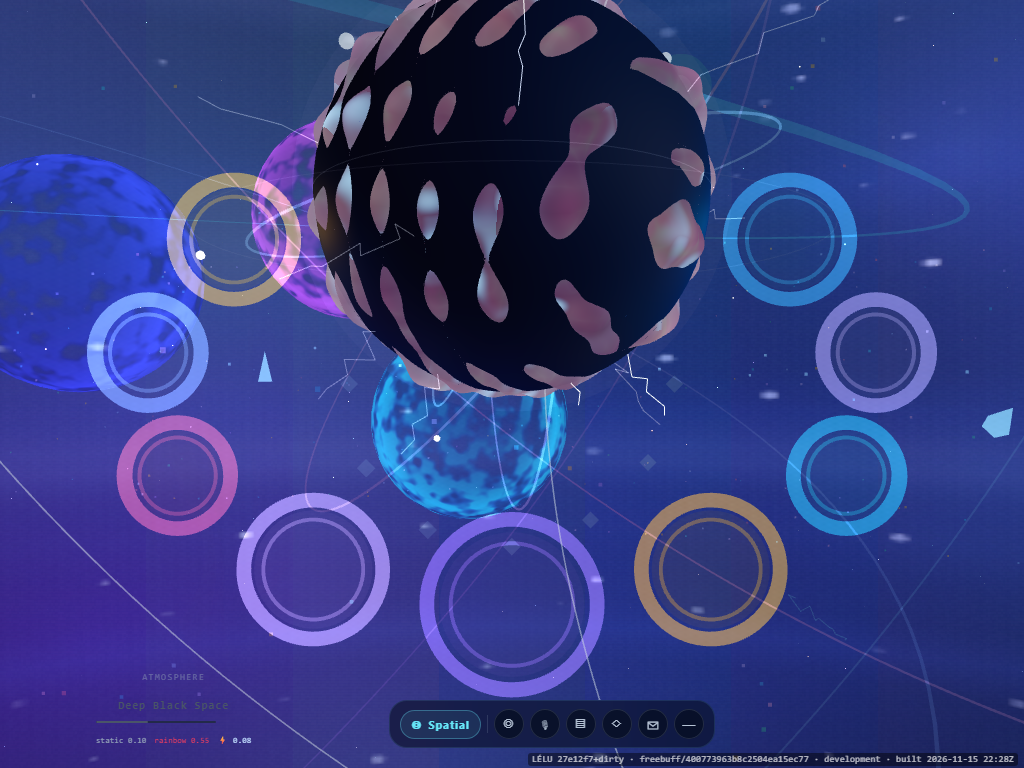 ATMOSPHERE
Deep Black Space
static 0.10 rainbow 0.55 ⚡ 0.08
Spatial
LÉLU 27e12f7+dirty · freebuff/400773963b8c2504ea15ec77 · development · built 2026-11-15 22:28Z